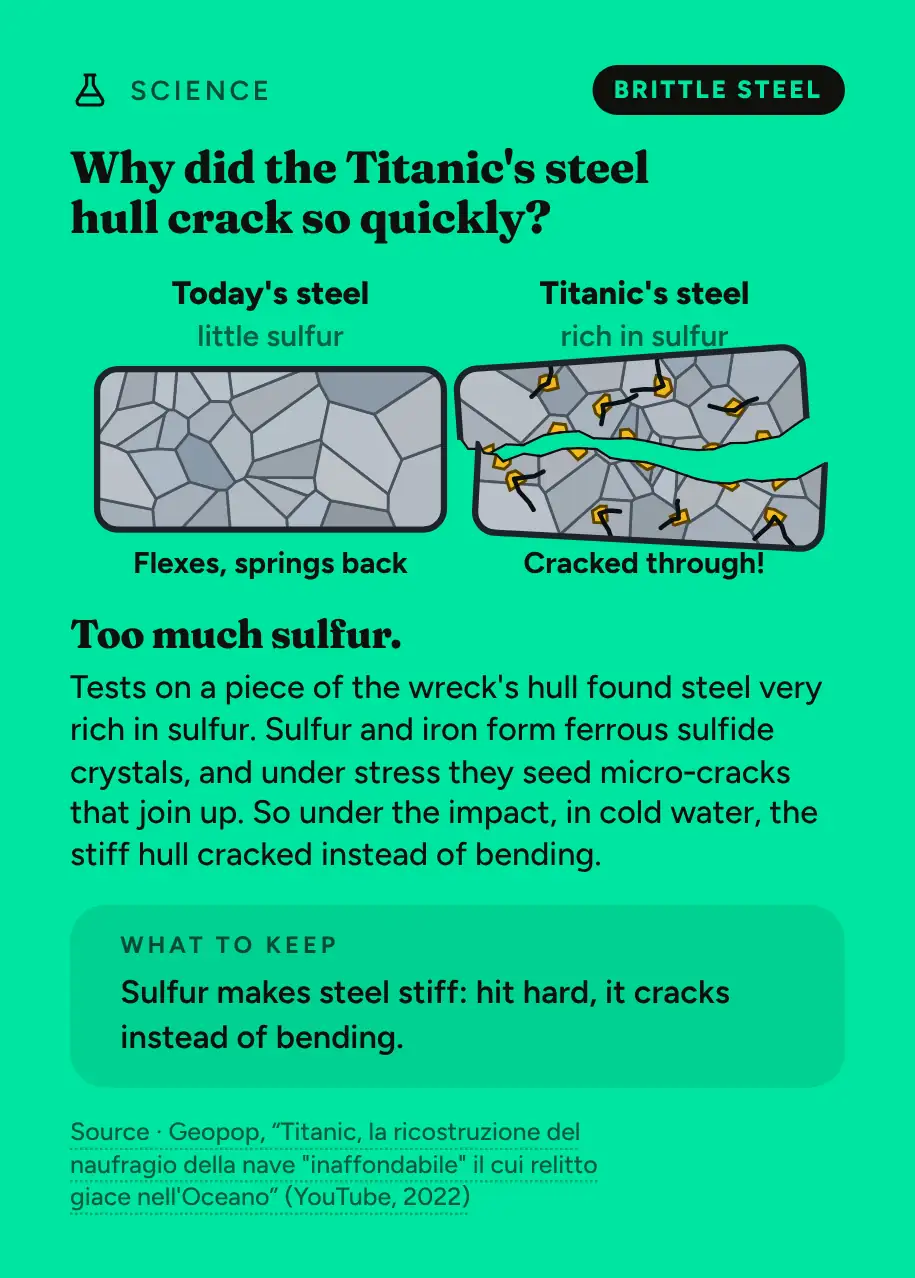 SCIENCE
BRITTLE STEEL
Why did the Titanic's steel
hull crack so quickly?
Today's steel
little sulfur
Titanic's steel
rich in sulfur
Flexes, springs back
Cracked through!
Too much sulfur.
Tests on a piece of the wreck's hull found steel very
rich in sulfur. Sulfur and iron form ferrous sulfide
crystals, and under stress they seed micro-cracks
that join up. So under the impact, in cold water, the
stiff hull cracked instead of bending.
WHAT TO KEEP
Sulfur makes steel stiff: hit hard, it cracks
instead of bending.
Source · Geopop, “Titanic, la ricostruzione del
naufragio della nave "inaffondabile" il cui relitto
giace nell'Oceano” (YouTube, 2022)